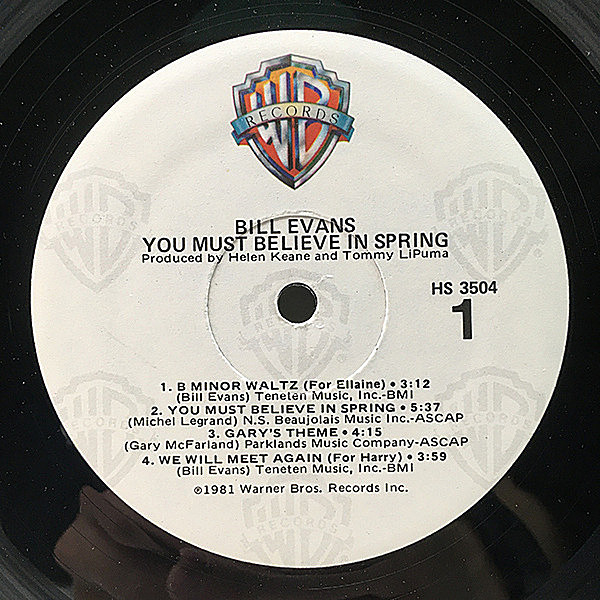 WB
RECORDS
BILL EVANS
YOU MUST BELIEVE IN SPRING
Produced by Helen Keane and Tommy LiPuma
HS 3504
1
1. B MINOR WALTZ (For Ellaine) • 3:12
(Bill Evans) Teneten Music, Inc.-BMI
2. YOU MUST BELIEVE IN SPRING • 5:37
(Michel Legrand) N.S. Beaujolais Music Inc-ASCAP
3. GARY'S THEME • 4:15
(Gary McFarland) Parklands Music Company-ASCAP
4. WE WILL MEET AGAIN (For Harry) • 3:59
(Bill Evans) Teneten Music, Inc.-BMI
℗1981 Warner Bros. Records Inc.